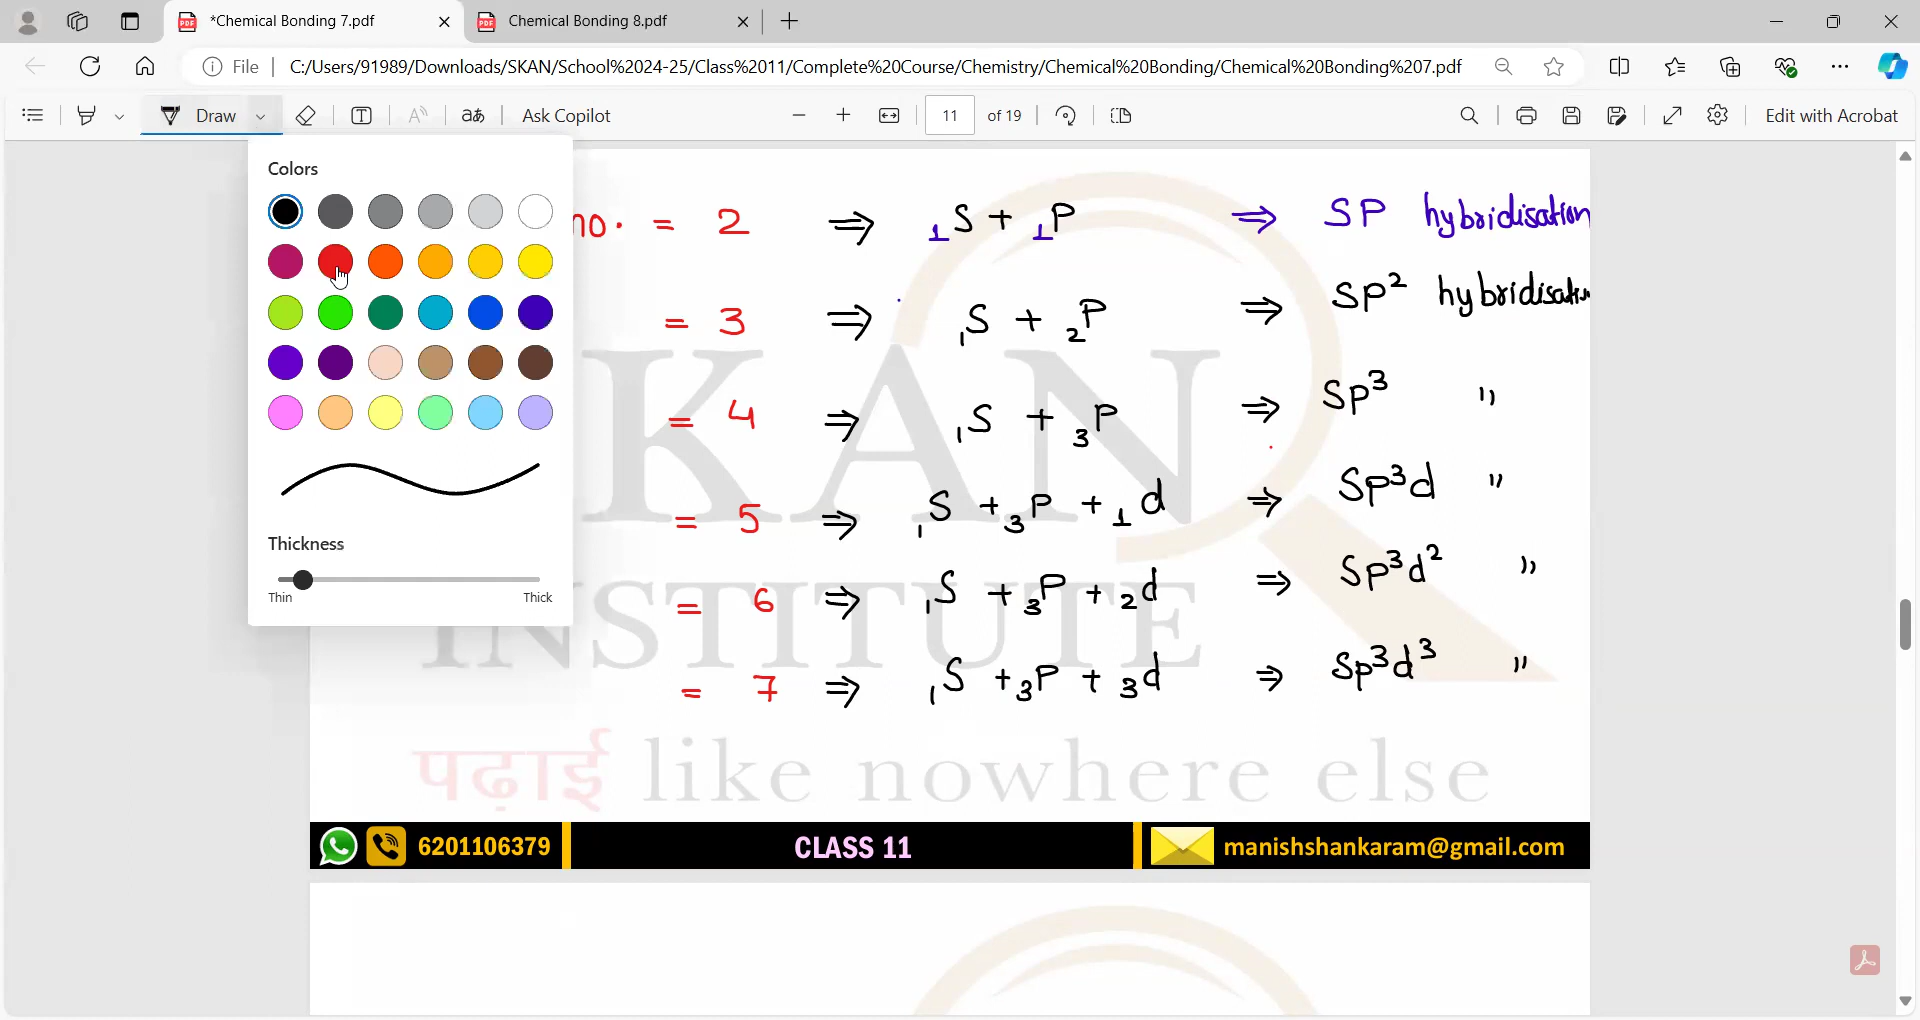 *Chemical Bonding 7.pdf
Chemical Bonding 8.pdf
File
C:/Users/91989/Downloads/SKAN/School%2024-25/Class%2011/Complete%20Course/Chemistry/Chemical%20Bonding/Chemical%20Bonding%207.pdf
Draw
aあ
Ask Copilot
11 of 19
Edit with Acrobat
Colors
Thickness
Thin Thick
no. = 2 ⇒ ₁S + ₁P ⇒ SP hybridisation
= 3 ⇒ ₁S + ₂P ⇒ SP² hybridisation
= 4 ⇒ ₁S + ₃P ⇒ Sp³ "
= 5 ⇒ ₁S + ₃P + ₁d ⇒ Sp³d "
= 6 ⇒ ₁S + ₃P + ₂d ⇒ Sp³d² "
= 7 ⇒ ₁S + ₃P + ₃d ⇒ Sp³d³ "
KAN
INSTITUTE
पढ़ाई like nowhere else
6201106379
CLASS 11
manishshankaram@gmail.com